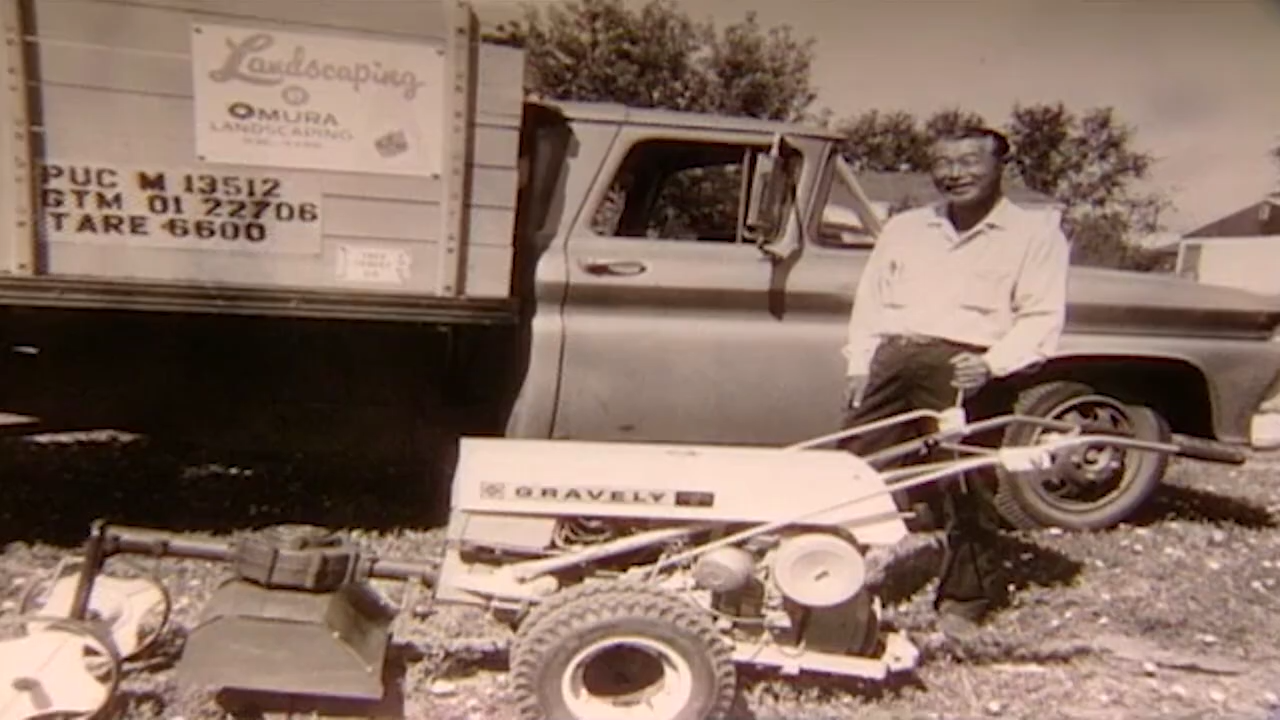 Landscaping
OMURA
LANDSCAPING
PUC M 13512
GTM 01 22706
TARE 6600
GRAVELY